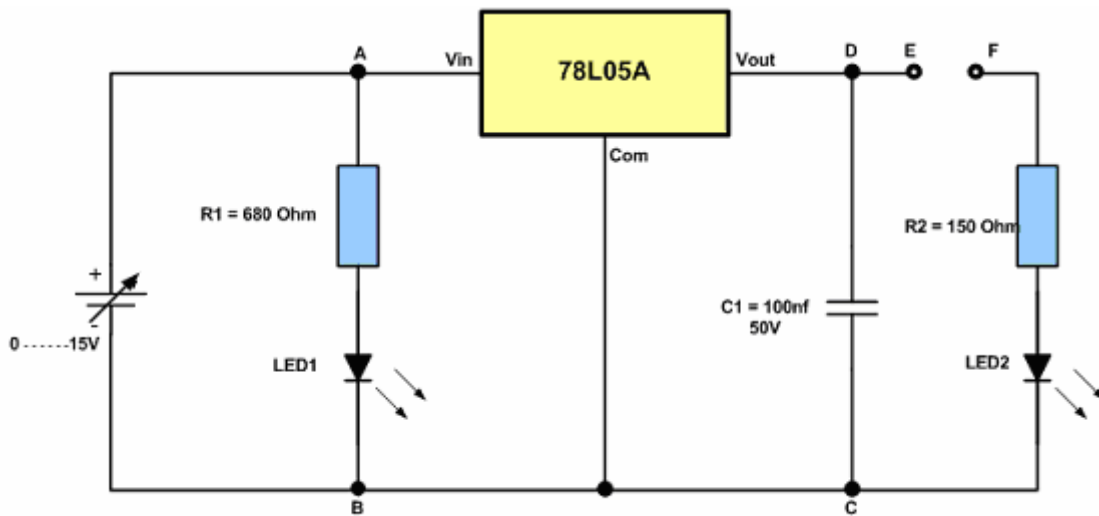 A
Vin
78L05A
Vout
D
E
F
Com
R1 = 680 Ohm
R2 = 150 Ohm
+
-
0 ------15V
C1 = 100nf
50V
LED1
LED2
B
C